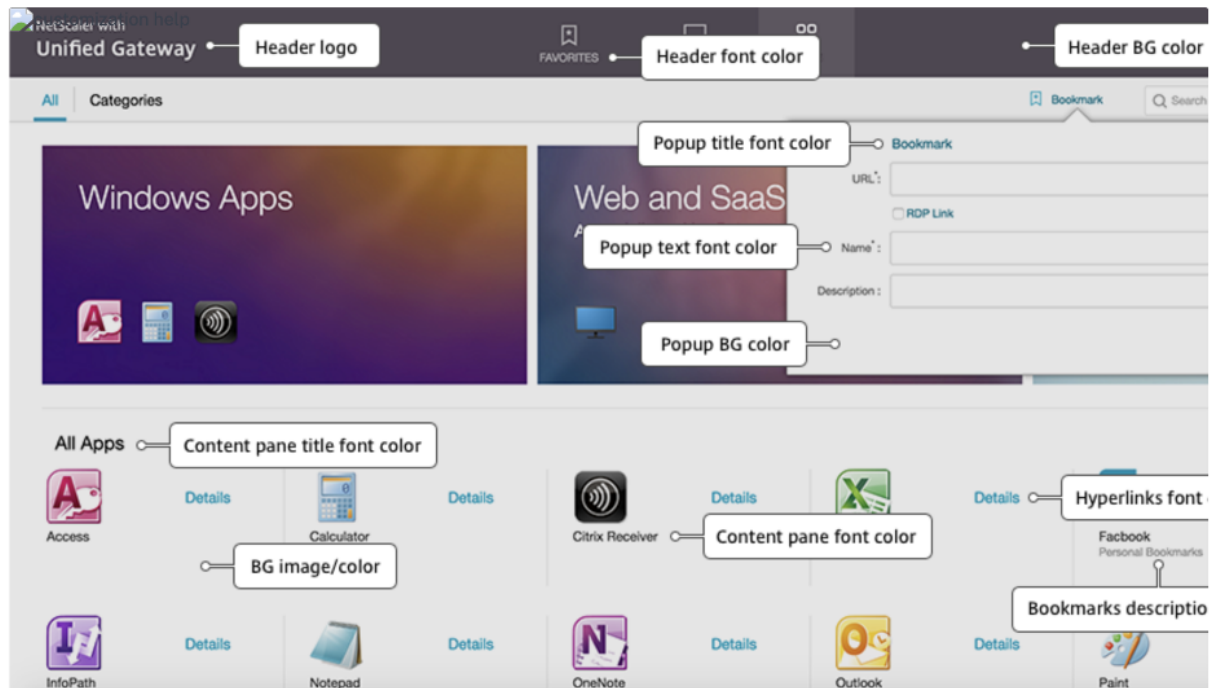 customization help
NetScaler with
Unified Gateway
Header logo
FAVORITES
Header font color
Header BG color
All
Categories
Bookmark
Search
Popup title font color
Bookmark
URL*:
RDP Link
Windows Apps
Web and SaaS
A
Popup text font color
Name*:
Description :
Popup BG color
All Apps
Content pane title font color
Details
Details
Details
Details
Hyperlinks font
Access
Calculator
Citrix Receiver
Content pane font color
Facbook
Personal Bookmarks
BG image/color
Bookmarks descriptio
Details
Details
Details
Details
InfoPath
Notepad
OneNote
Outlook
Paint